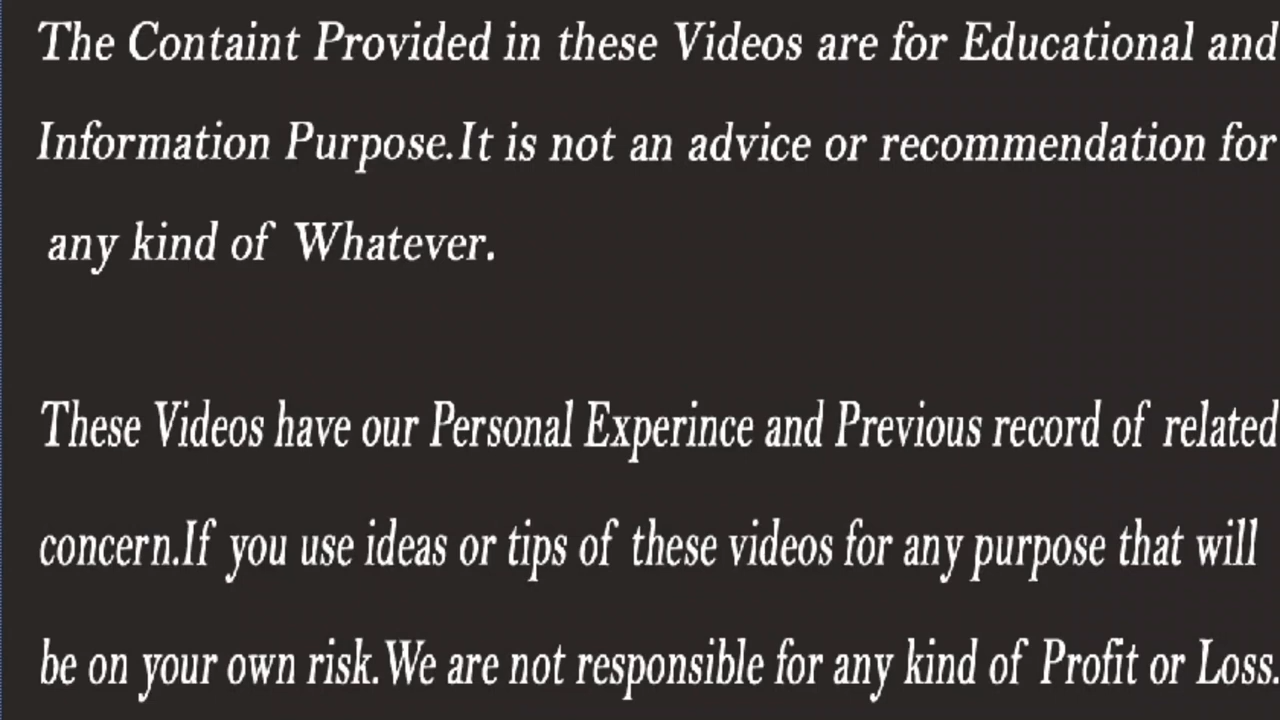 The Containt Provided in these Videos are for Educational and
Information Purpose.It is not an advice or recommendation for
any kind of Whatever.
These Videos have our Personal Experince and Previous record of related
concern.If you use ideas or tips of these videos for any purpose that will
be on your own risk.We are not responsible for any kind of Profit or Loss.